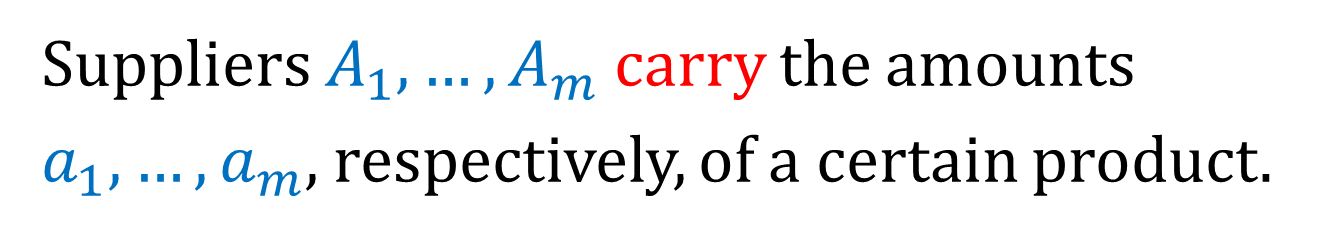 Suppliers A₁, … , Aₘ carry the amounts
a₁, … , aₘ, respectively, of a certain product.